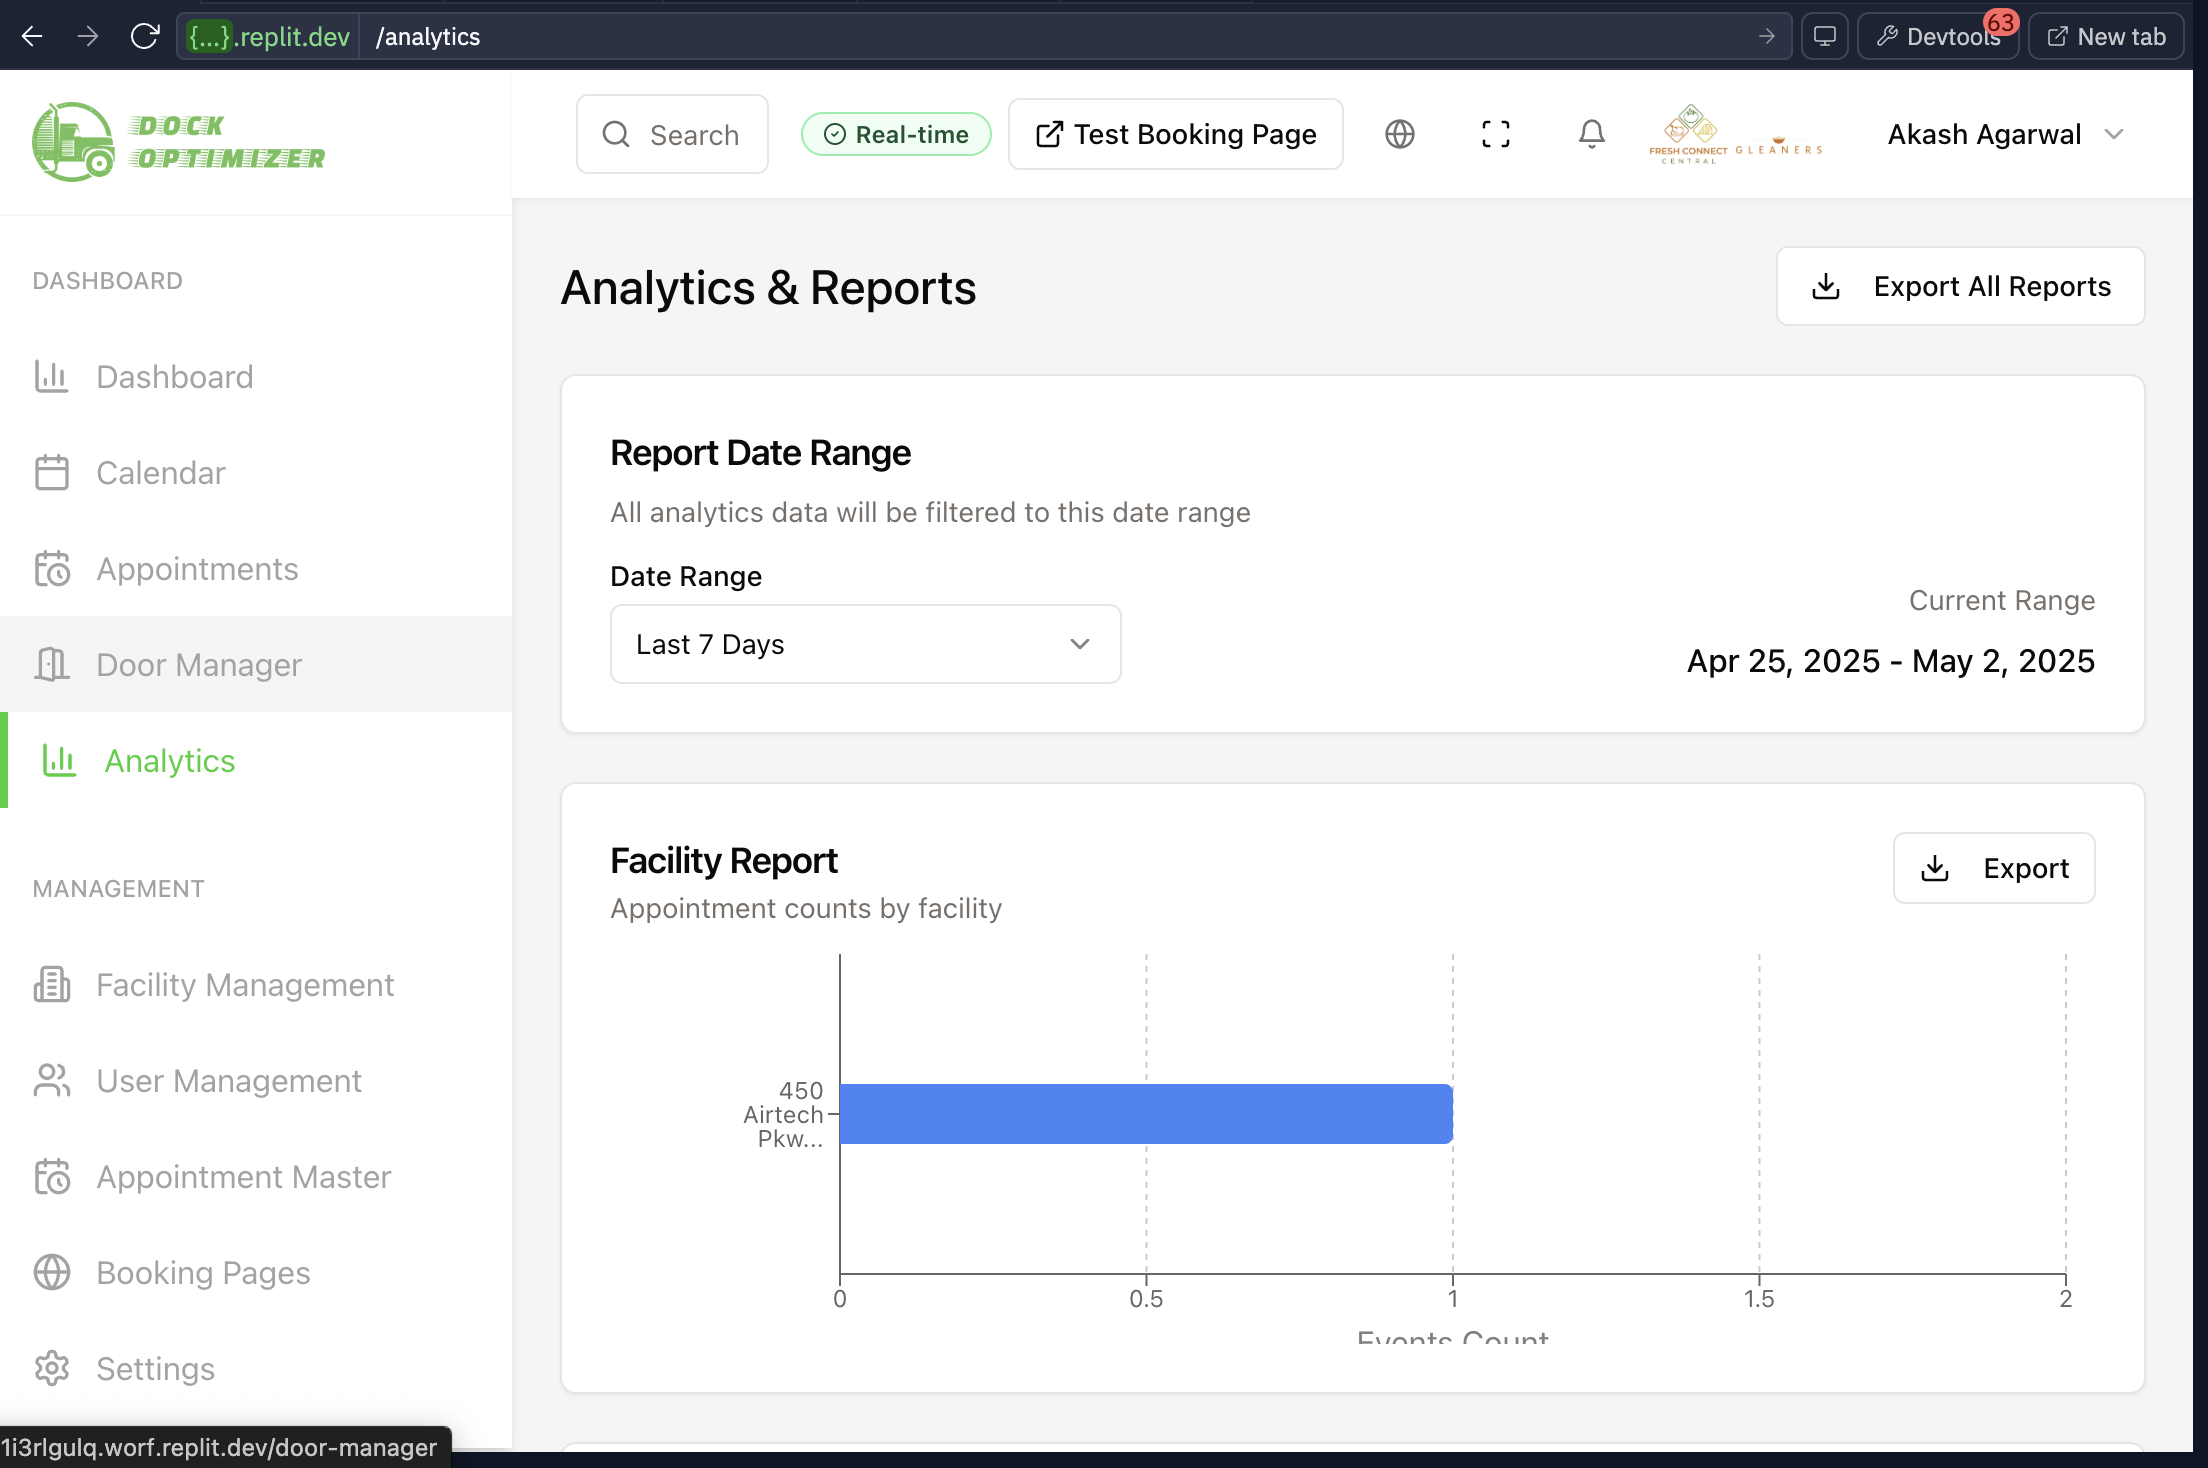 {...}.replit.dev /analytics
Devtools
63
New tab
DOCK
OPTIMIZER
Search
Real-time
Test Booking Page
FRESH CONNECT
CENTRAL
GLEANERS
Akash Agarwal
DASHBOARD
Dashboard
Calendar
Appointments
Door Manager
Analytics
MANAGEMENT
Facility Management
User Management
Appointment Master
Booking Pages
Settings
1i3rlgulq.worf.replit.dev/door-manager
Analytics & Reports
Export All Reports
Report Date Range
All analytics data will be filtered to this date range
Date Range
Last 7 Days
Current Range
Apr 25, 2025 - May 2, 2025
Facility Report
Appointment counts by facility
Export
450
Airtech
Pkw...
0 0.5 1 1.5 2
Events Count